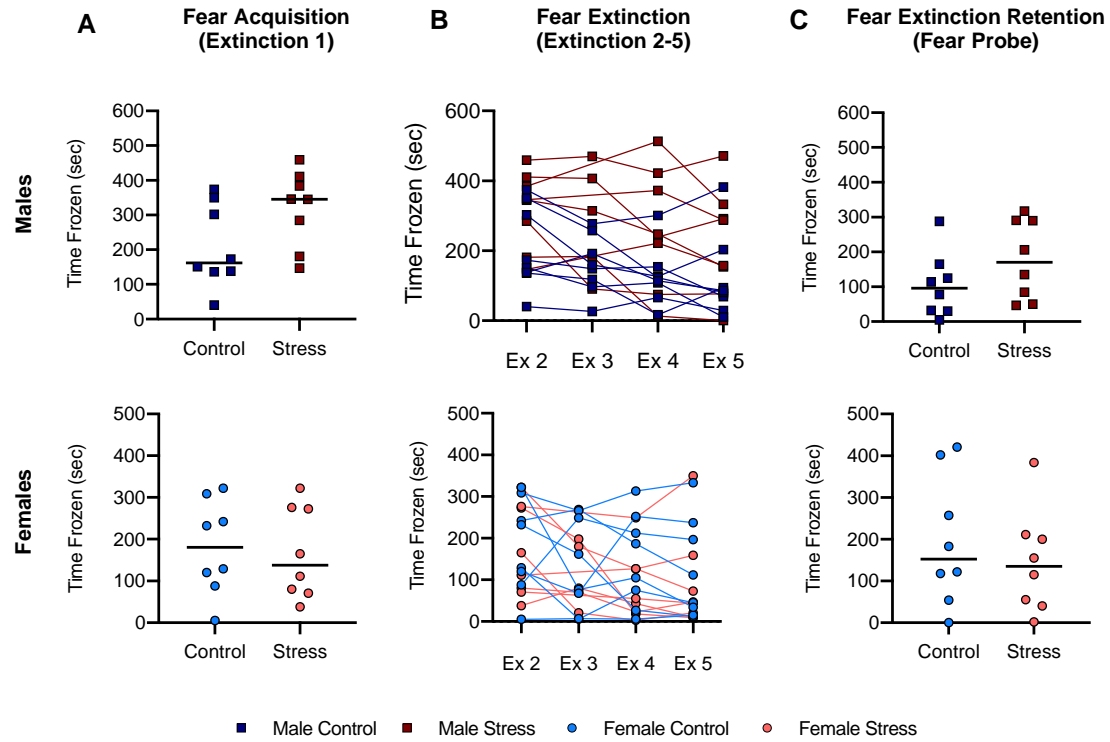 A
Fear Acquisition
(Extinction 1)
B
Fear Extinction
(Extinction 2-5)
C
Fear Extinction Retention
(Fear Probe)
Males
Time Frozen (sec)
600
500
400
300
200
100
0
Control Stress
Time Frozen (sec)
600
400
200
0
Ex 2 Ex 3 Ex 4 Ex 5
Time Frozen (sec)
600
500
400
300
200
100
0
Control Stress
Females
Time Frozen (sec)
500
400
300
200
100
0
Control Stress
Time Frozen (sec)
500
400
300
200
100
0
Ex 2 Ex 3 Ex 4 Ex 5
Time Frozen (sec)
500
400
300
200
100
0
Control Stress
Male Control Male Stress Female Control Female Stress